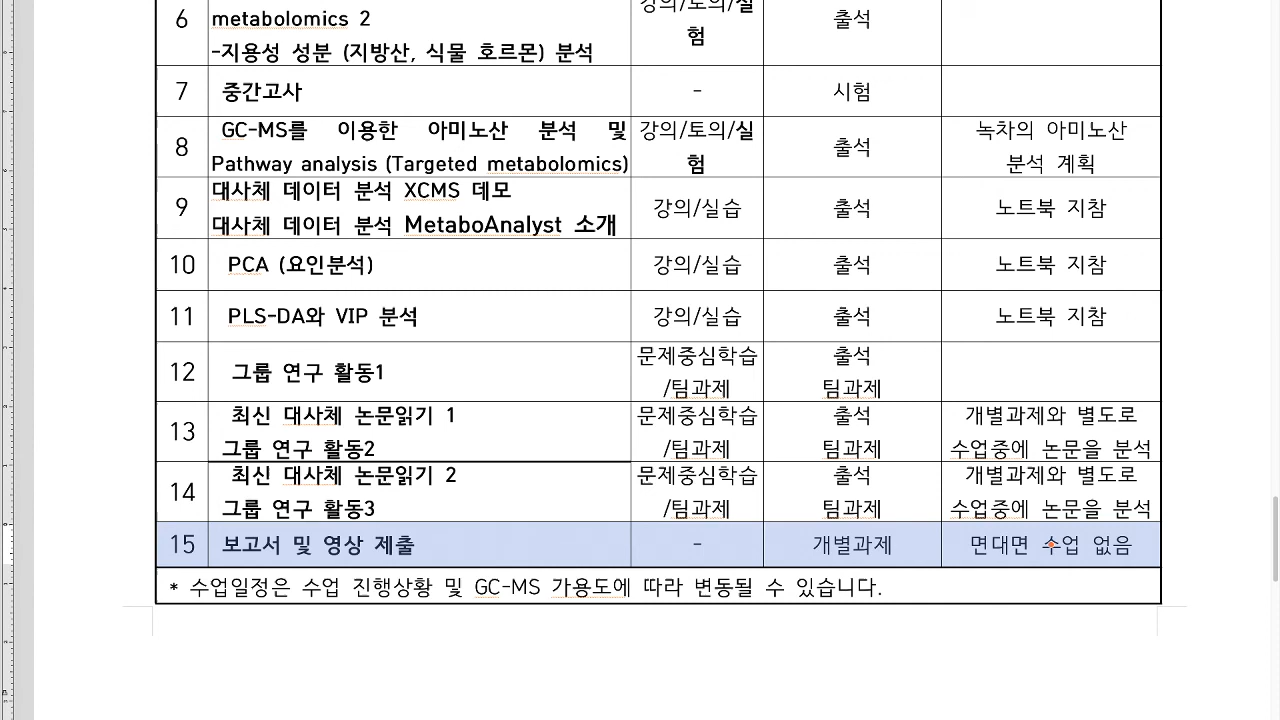 6
metabolomics 2
-지용성 성분 (지방산, 식물 호르몬) 분석
강의/토의/실
험
출석
7
중간고사
-
시험
8
GC-MS를 이용한 아미노산 분석 및
Pathway analysis (Targeted metabolomics)
강의/토의/실
험
출석
녹차의 아미노산
분석 계획
9
대사체 데이터 분석 XCMS 데모
대사체 데이터 분석 MetaboAnalyst 소개
강의/실습
출석
노트북 지참
10
PCA (요인분석)
강의/실습
출석
노트북 지참
11
PLS-DA와 VIP 분석
강의/실습
출석
노트북 지참
12
그룹 연구 활동1
문제중심학습
/팀과제
출석
팀과제
13
최신 대사체 논문읽기 1
그룹 연구 활동2
문제중심학습
/팀과제
출석
팀과제
개별과제와 별도로
수업중에 논문을 분석
14
최신 대사체 논문읽기 2
그룹 연구 활동3
문제중심학습
/팀과제
출석
팀과제
개별과제와 별도로
수업중에 논문을 분석
15
보고서 및 영상 제출
-
개별과제
면대면 수업 없음
* 수업일정은 수업 진행상황 및 GC-MS 가용도에 따라 변동될 수 있습니다.